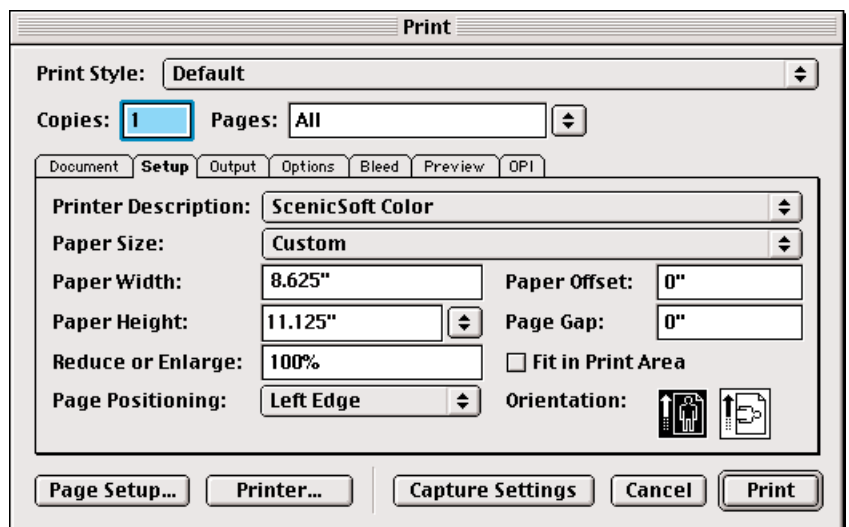 Print
Print Style: Default
Copies: 1 Pages: All
Document Setup Output Options Bleed Preview OPI
Printer Description: ScenicSoft Color
Paper Size: Custom
Paper Width: 8.625" Paper Offset: 0"
Paper Height: 11.125" Page Gap: 0"
Reduce or Enlarge: 100% Fit in Print Area
Page Positioning: Left Edge Orientation:
Page Setup... Printer... Capture Settings Cancel Print